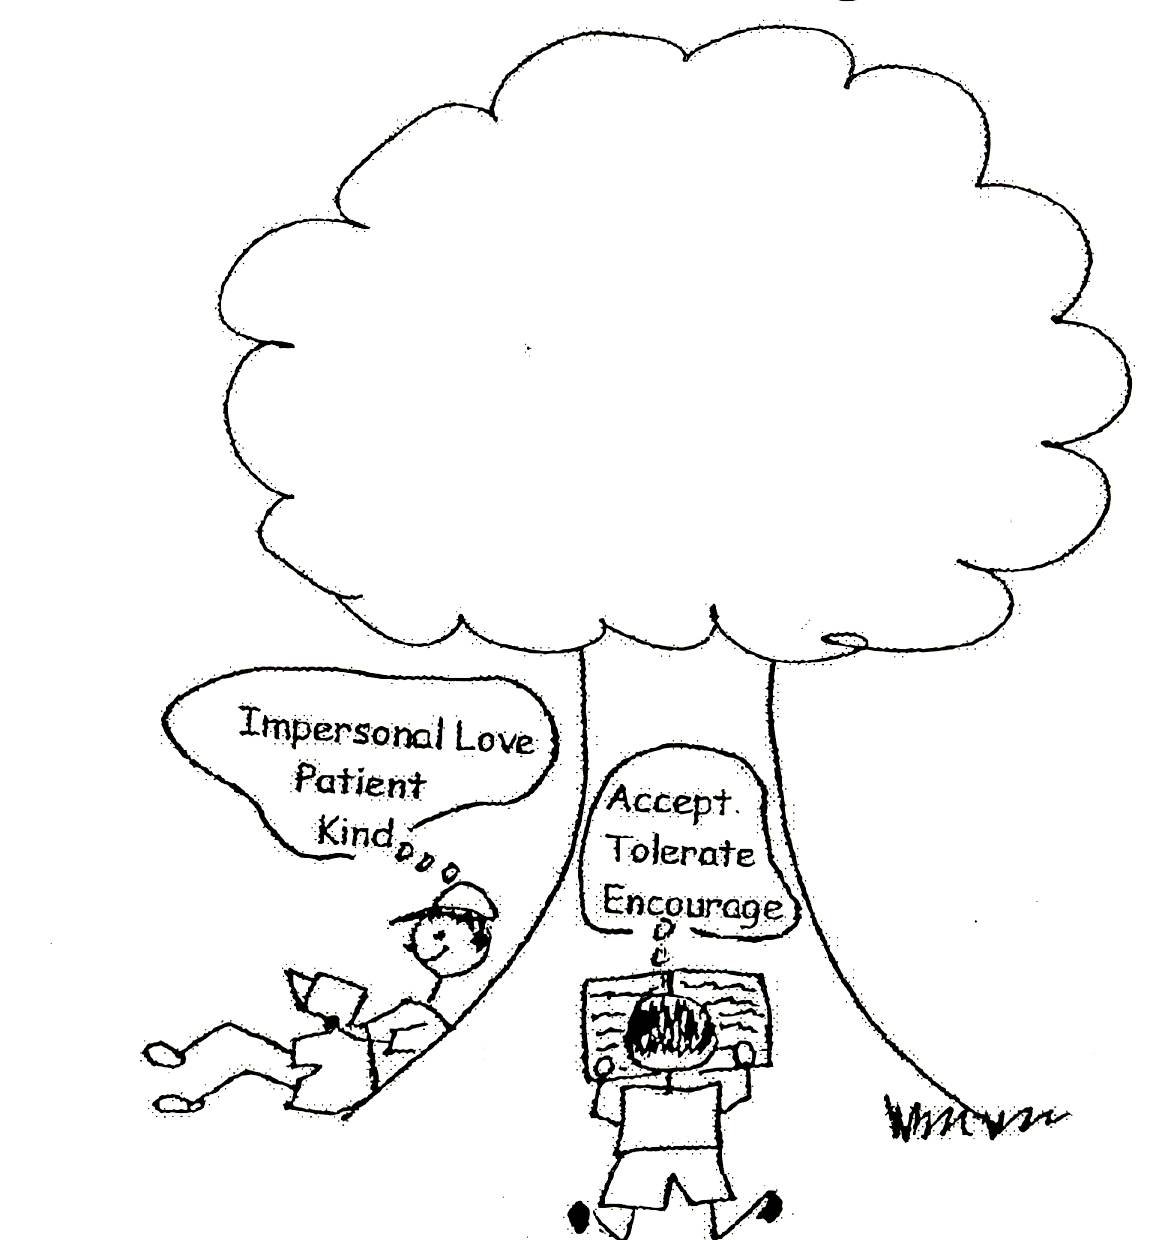 Impersonal Love
Patient
Kind
Accept.
Tolerate
Encourage